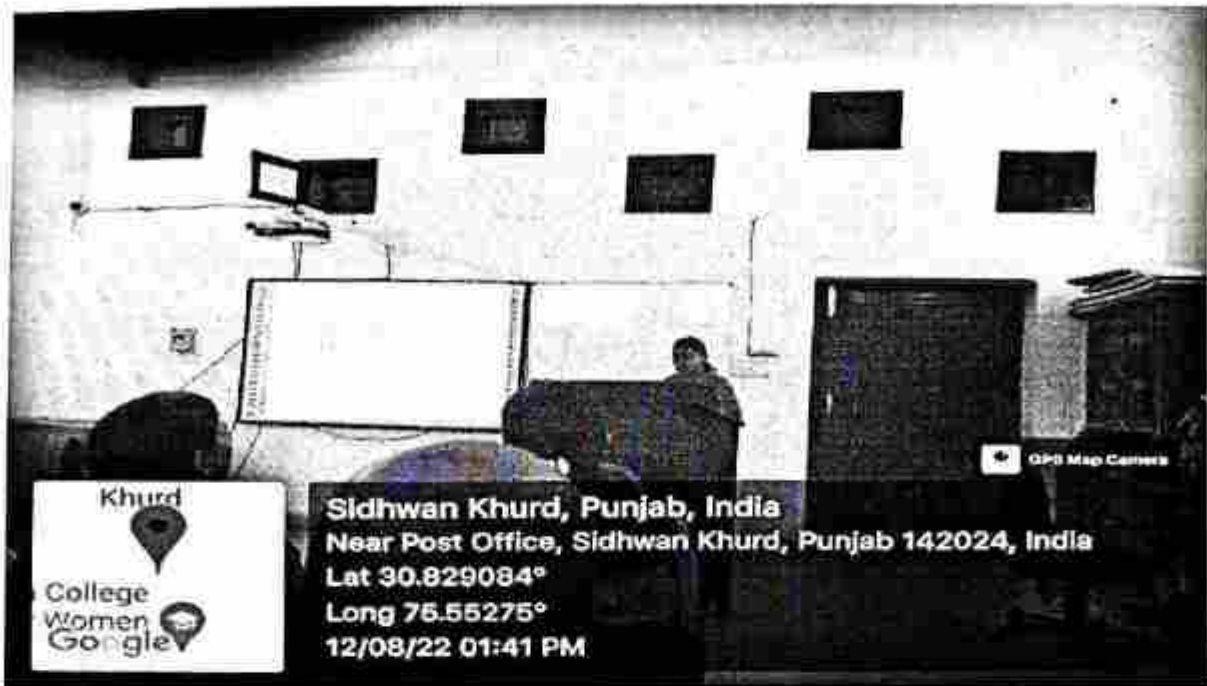 GPS Map Camera
Khurd
College
Women
Google
Sidhwan Khurd, Punjab, India
Near Post Office, Sidhwan Khurd, Punjab 142024, India
Lat 30.829084°
Long 75.55275°
12/08/22 01:41 PM